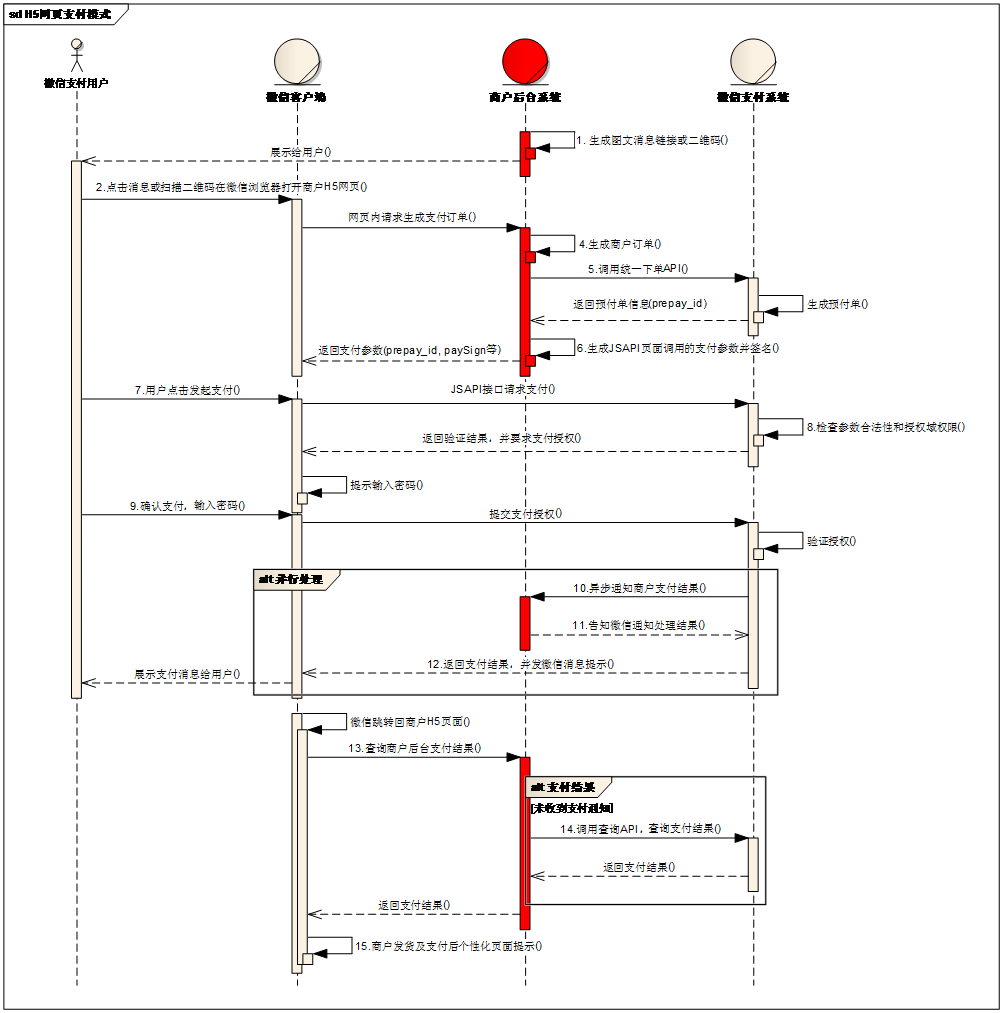 sd H5网页支付模式
微信支付用户
微信客户端
商户后台系统
微信支付系统
1. 生成图文消息链接或二维码()
展示给用户()
2.点击消息或扫描二维码在微信浏览器打开商户H5网页()
网页内请求生成支付订单()
4.生成商户订单()
5.调用统一下单API()
返回预付单信息(prepay_id)
生成预付单()
返回支付参数(prepay_id, paySign等)
6.生成JSAPI页面调用的支付参数并签名()
7.用户点击发起支付()
JSAPI接口请求支付()
8.检查参数合法性和授权域权限()
返回验证结果，并要求支付授权()
提示输入密码()
9.确认支付，输入密码()
提交支付授权()
验证授权()
alt 并行处理
10.异步通知商户支付结果()
11.告知微信通知处理结果()
12.返回支付结果，并发微信消息提示()
展示支付消息给用户()
微信跳转回商户H5页面()
13.查询商户后台支付结果()
alt 支付结果
[未收到支付通知]
14.调用查询API，查询支付结果()
返回支付结果()
返回支付结果()
15.商户发货及支付后个性化页面提示()